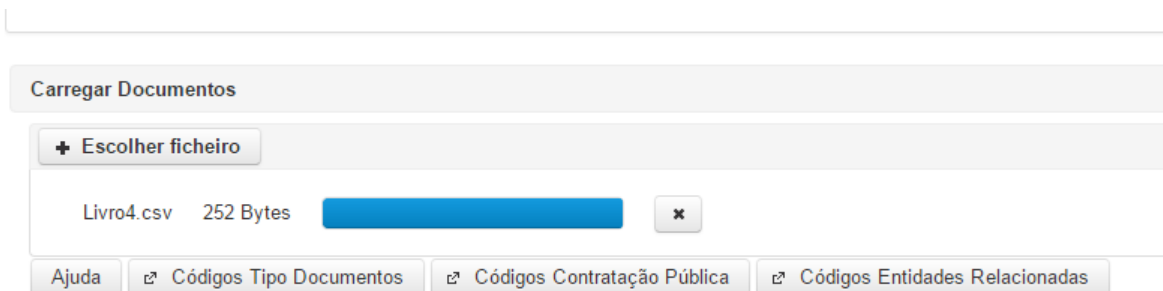 Carregar Documentos
Escolher ficheiro
Livro4.csv 252 Bytes
Ajuda Códigos Tipo Documentos Códigos Contratação Pública Códigos Entidades Relacionadas